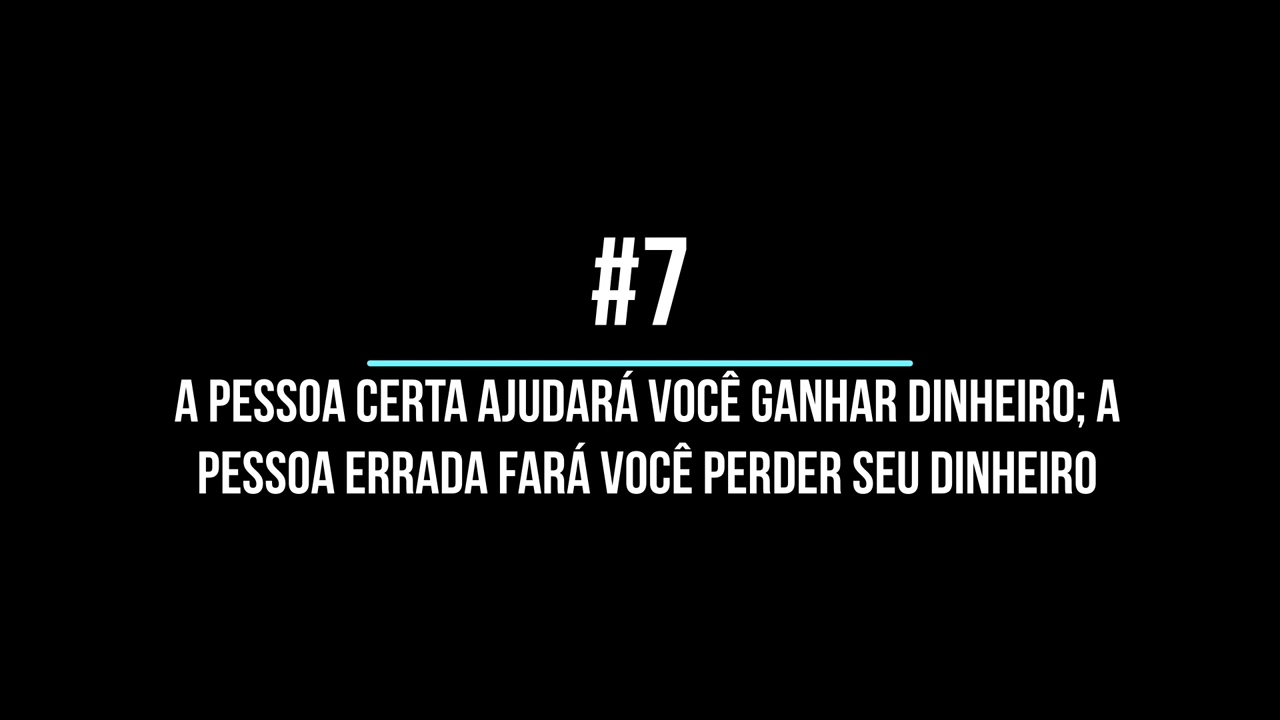 #7
A PESSOA CERTA AJUDARÁ VOCÊ GANHAR DINHEIRO; A
PESSOA ERRADA FARÁ VOCÊ PERDER SEU DINHEIRO